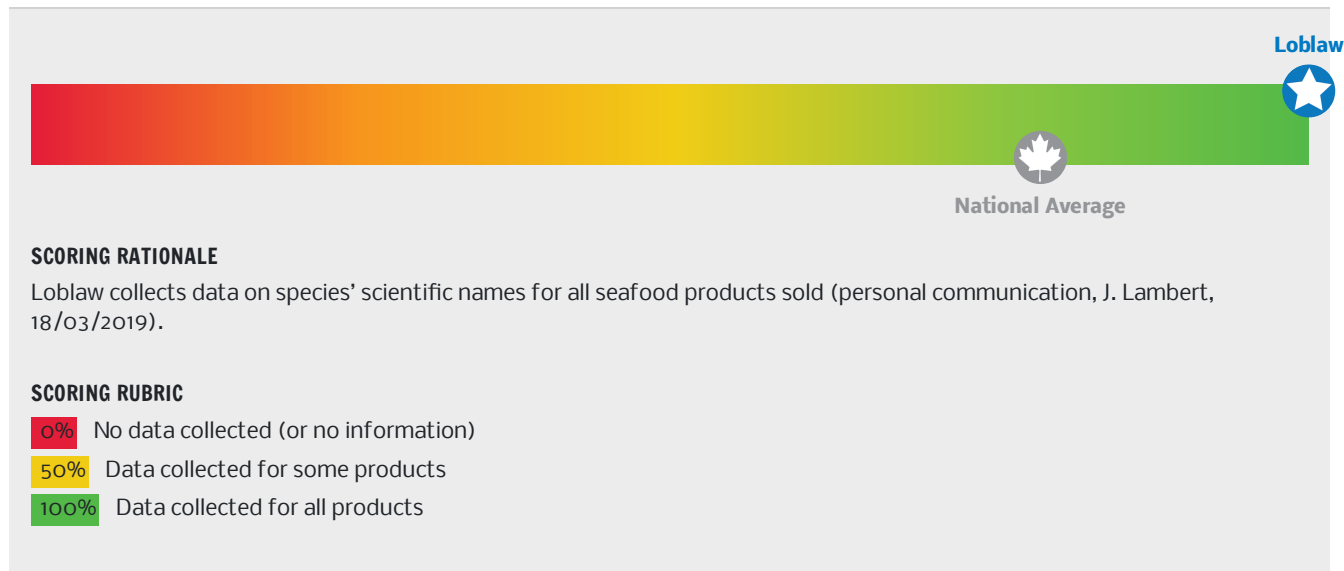 Loblaw
National Average
SCORING RATIONALE
Loblaw collects data on species’ scientific names for all seafood products sold (personal communication, J. Lambert,
18/03/2019).
SCORING RUBRIC
0% No data collected (or no information)
50% Data collected for some products
100% Data collected for all products